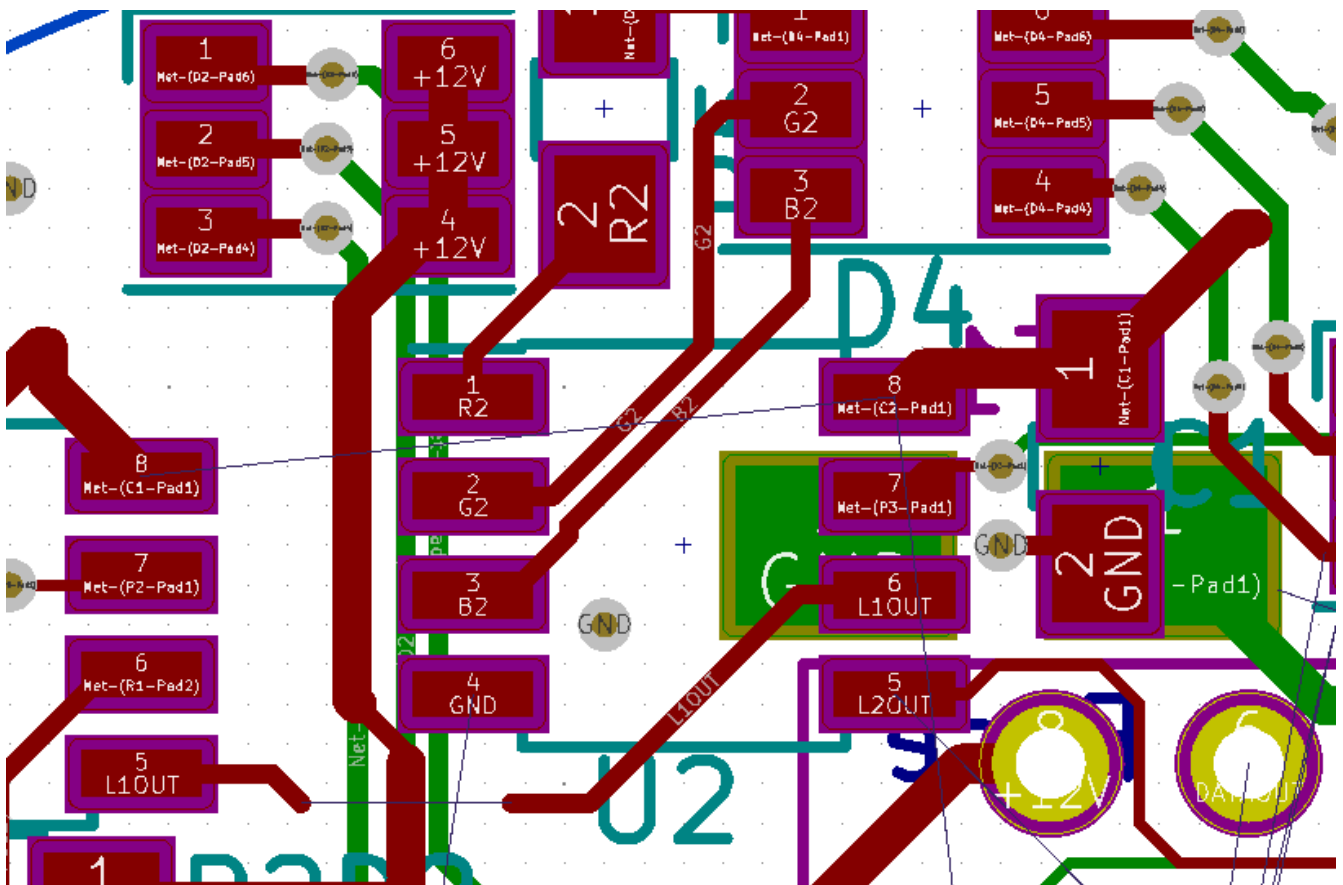 1
Net-(D2-Pad6)
2
Net-(D2-Pad5)
3
Net-(D2-Pad4)
6
+12V
5
+12V
4
+12V
2
R2
Net-(D4-Pad1)
2
G2
3
B2
Net-(D4-Pad6)
5
Net-(D4-Pad5)
4
Net-(D4-Pad4)
ND
G2
D4
1
Net-(C1-Pad1)
1
R2
8
Net-(C2-Pad1)
G2
B2
8
Net-(C1-Pad1)
2
G2
7
Net-(P3-Pad1)
C1
7
Net-(P2-Pad1)
3
B2
6
L1OUT
GND
2
GND
-Pad1)
GND
6
Net-(R1-Pad2)
4
GND
5
L2OUT
L1OUT
D2
Net-
5
L1OUT
U2
8
+12V
6
DATAOUT
1